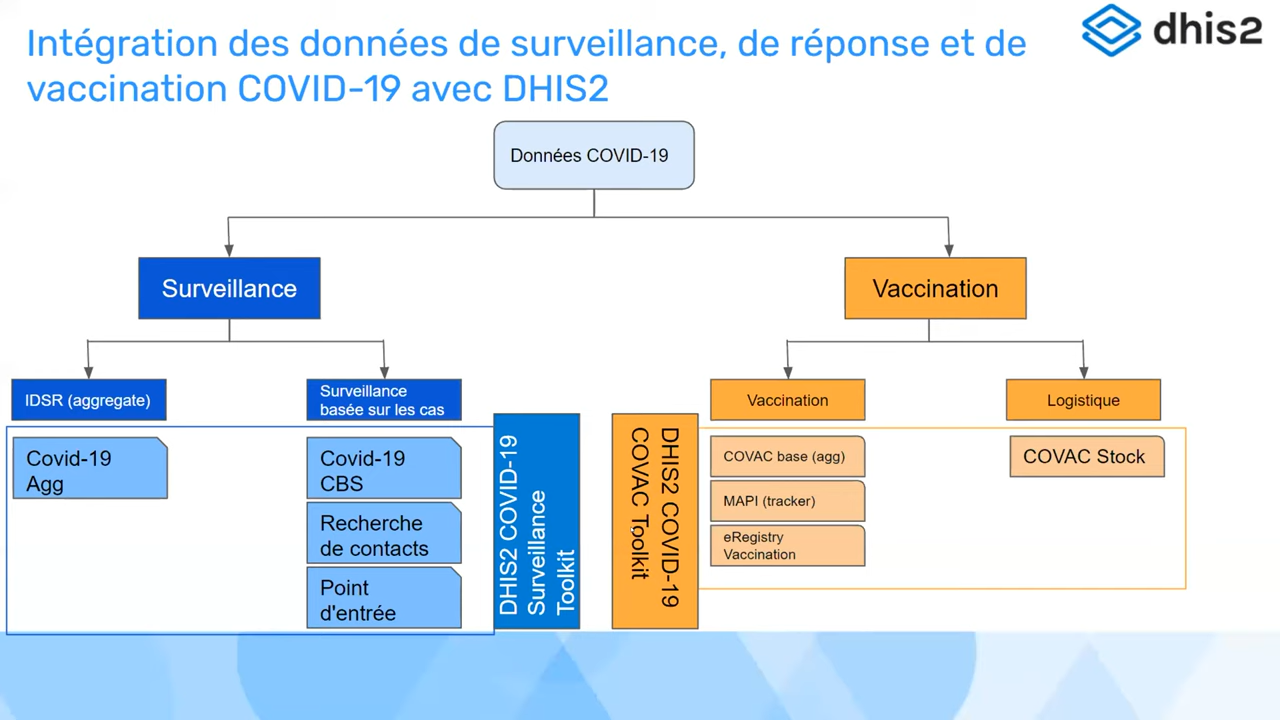 Intégration des données de surveillance, de réponse et de
vaccination COVID-19 avec DHIS2
dhis2
Données COVID-19
Surveillance
Vaccination
IDSR (aggregate)
Surveillance
basée sur les cas
Vaccination
Logistique
Covid-19
Agg
Covid-19
CBS
Recherche
de contacts
Point
d'entrée
DHIS2 COVID-19
Surveillance
Toolkit
DHIS2 COVID-19
COVAC Toolkit
COVAC base (agg)
MAPI (tracker)
eRegistry
Vaccination
COVAC Stock